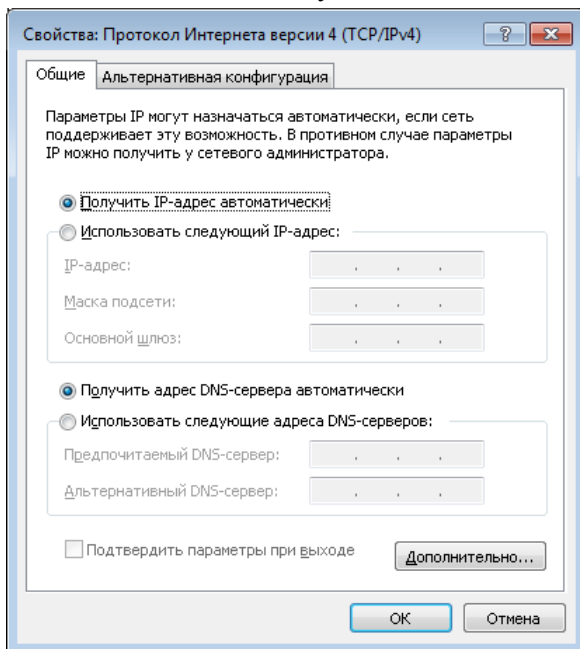 Свойства: Протокол Интернета версии 4 (TCP/IPv4)
Общие
Альтернативная конфигурация
Параметры IP могут назначаться автоматически, если сеть
поддерживает эту возможность. В противном случае параметры
IP можно получить у сетевого администратора.
Получить IP-адрес автоматически
Использовать следующий IP-адрес:
IP-адрес:
Маска подсети:
Основной шлюз:
Получить адрес DNS-сервера автоматически
Использовать следующие адреса DNS-серверов:
Предпочитаемый DNS-сервер:
Альтернативный DNS-сервер:
Подтвердить параметры при выходе
Дополнительно...
ОК
Отмена